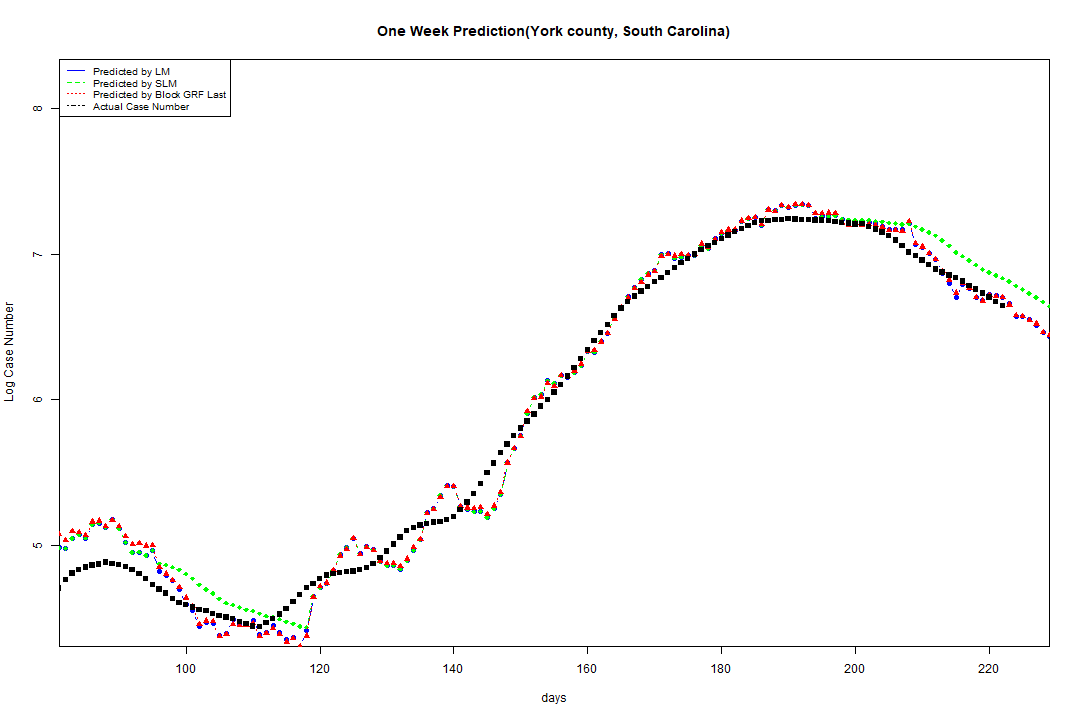 One Week Prediction(York county, South Carolina)
Predicted by LM
Predicted by SLM
Predicted by Block GRF Last
Actual Case Number
Log Case Number
8
7
6
5
100 120 140 160 180 200 220
days